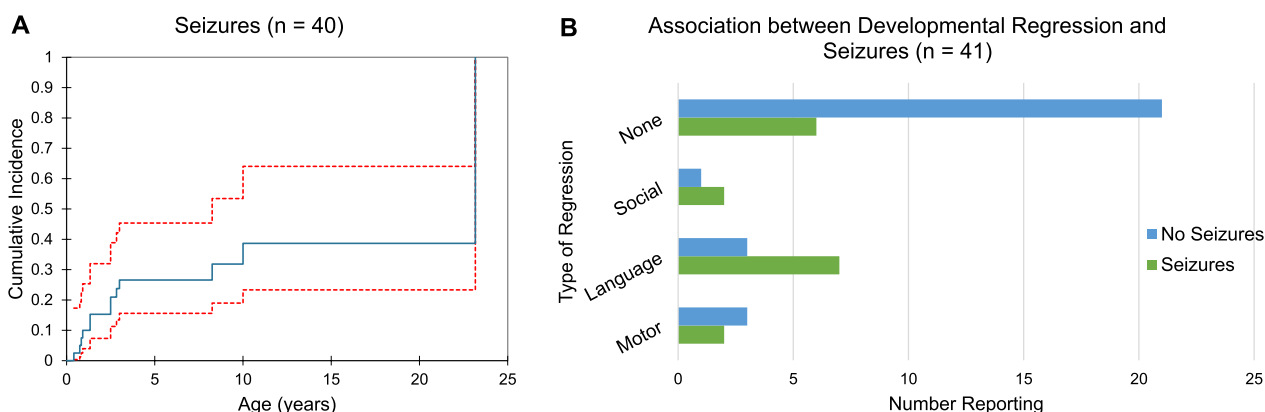 A
Seizures (n = 40)
Cumulative Incidence
1
0.9
0.8
0.7
0.6
0.5
0.4
0.3
0.2
0.1
0
0 5 10 15 20 25
Age (years)
B
Association between Developmental Regression and
Seizures (n = 41)
Type of Regression
None
Social
Language
Motor
No Seizures
Seizures
0 5 10 15 20 25
Number Reporting